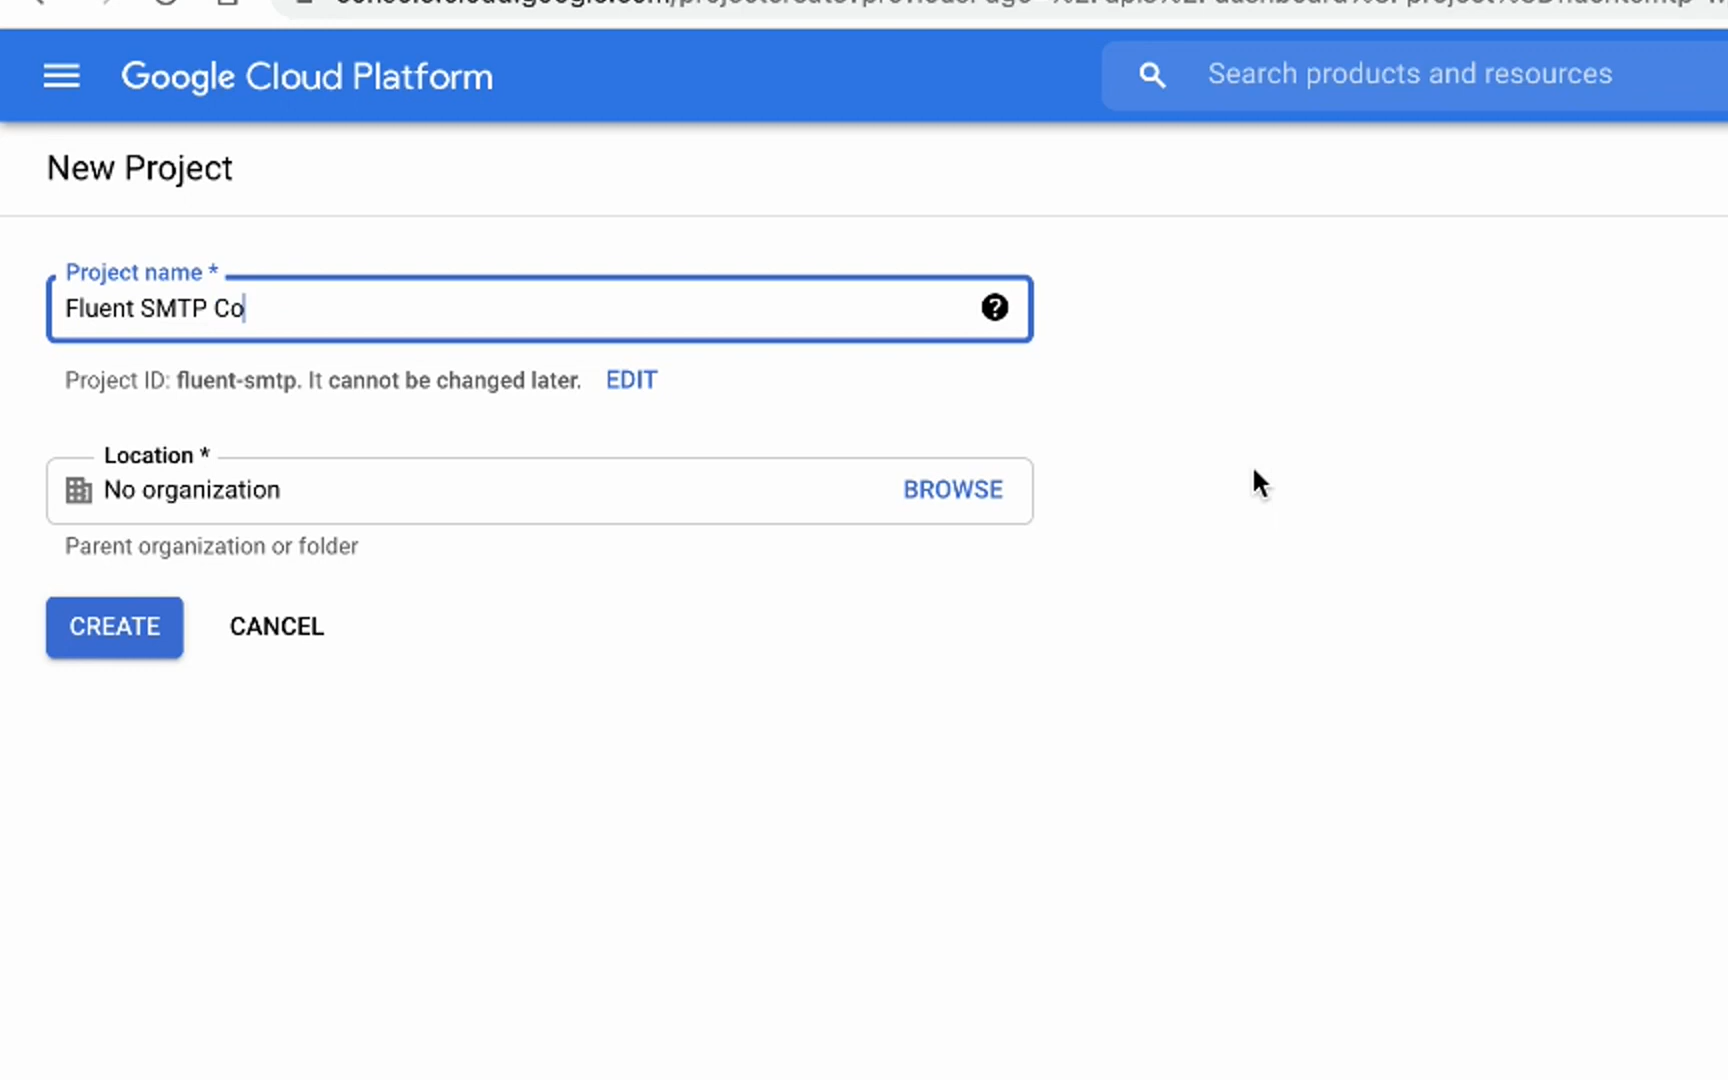 Google Cloud Platform
Search products and resources
New Project
Project name *
Fluent SMTP Co
Project ID: fluent-smtp. It cannot be changed later. EDIT
Location *
No organization BROWSE
Parent organization or folder
CREATE CANCEL